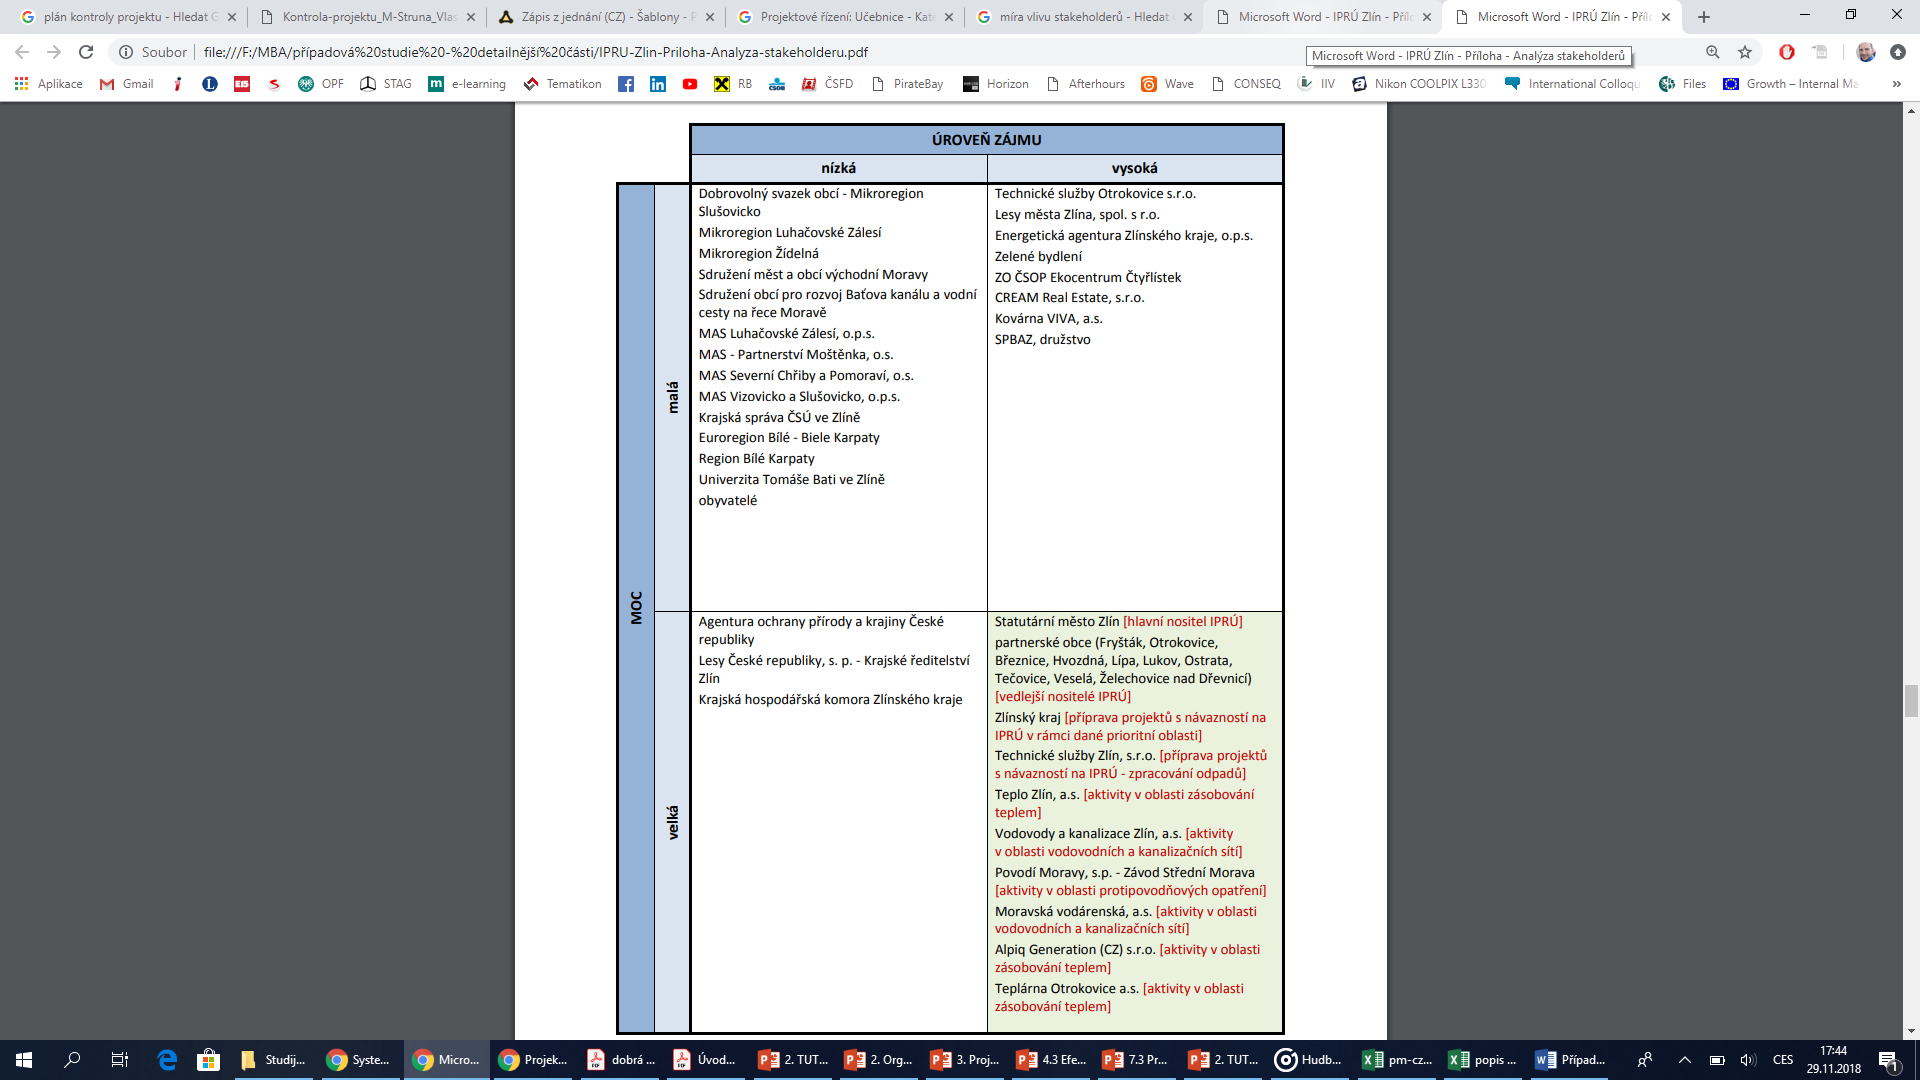 plán kontroly projektu - Hledat G
Kontrola-projektu_M-Struna_Vlas
Zápis z jednání (CZ) - Šablony - P
Projektové řízení: Učebnice - Kate
míra vlivu stakeholderů - Hledat
Microsoft Word - IPRÚ Zlín - Příl
Microsoft Word - IPRÚ Zlín - Příl
Soubor
file:///F:/MBA/případová%20studie%20-%20detailnější%20části/IPRU-Zlin-Priloha-Analyza-stakeholderu.pdf
Microsoft Word - IPRÚ Zlín - Příloha - Analýza stakeholderů
Aplikace Gmail OPF STAG e-learning Tematikon RB ČSFD PirateBay Horizon Afterhours Wave CONSEQ IIV Nikon COOLPIX L330 International Colloqu Files Growth – Internal Ma
ÚROVEŇ ZÁJMU
nízká
vysoká
MOC
malá
Dobrovolný svazek obcí - Mikroregion
Slušovicko
Mikroregion Luhačovské Zálesí
Mikroregion Židelná
Sdružení měst a obcí východní Moravy
Sdružení obcí pro rozvoj Baťova kanálu a vodní
cesty na řece Moravě
MAS Luhačovské Zálesí, o.p.s.
MAS - Partnerství Moštěnka, o.s.
MAS Severní Chřiby a Pomoraví, o.s.
MAS Vizovicko a Slušovicko, o.p.s.
Krajská správa ČSÚ ve Zlíně
Euroregion Bílé - Biele Karpaty
Region Bílé Karpaty
Univerzita Tomáše Bati ve Zlíně
obyvatelé
Technické služby Otrokovice s.r.o.
Lesy města Zlína, spol. s r.o.
Energetická agentura Zlínského kraje, o.p.s.
Zelené bydlení
ZO ČSOP Ekocentrum Čtyřlístek
CREAM Real Estate, s.r.o.
Kovárna VIVA, a.s.
SPBAZ, družstvo
velká
Agentura ochrany přírody a krajiny České
republiky
Lesy České republiky, s. p. - Krajské ředitelství
Zlín
Krajská hospodářská komora Zlínského kraje
Statutární město Zlín [hlavní nositel IPRÚ]
partnerské obce (Fryšták, Otrokovice,
Březnice, Hvozdná, Lípa, Lukov, Ostrata,
Tečovice, Veselá, Želechovice nad Dřevnicí)
[vedlejší nositelé IPRÚ]
Zlínský kraj [příprava projektů s návazností na
IPRÚ v rámci dané prioritní oblasti]
Technické služby Zlín, s.r.o. [příprava projektů
s návazností na IPRÚ - zpracování odpadů]
Teplo Zlín, a.s. [aktivity v oblasti zásobování
teplem]
Vodovody a kanalizace Zlín, a.s. [aktivity
v oblasti vodovodních a kanalizačních sítí]
Povodí Moravy, s.p. - Závod Střední Morava
[aktivity v oblasti protipovodňových opatření]
Moravská vodárenská, a.s. [aktivity v oblasti
vodovodních a kanalizačních sítí]
Alpiq Generation (CZ) s.r.o. [aktivity v oblasti
zásobování teplem]
Teplárna Otrokovice a.s. [aktivity v oblasti
zásobování teplem]
Studij... Syste... Micro... Projek... dobrá ... Úvod... 2. TUT... 2. Org... 3. Proj... 4.3 Efe... 7.3 Pr... 2. TUT... Hudb... pm-cz... popis ... Případ...
CES
17:44
29.11.2018
1